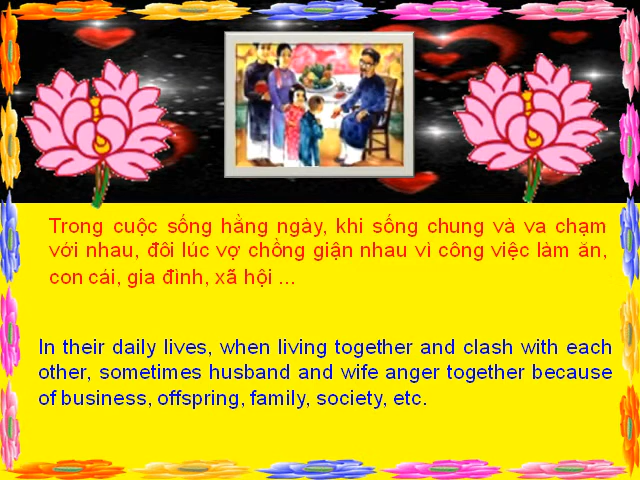 Trong cuộc sống hằng ngày, khi sống chung và va chạm
với nhau, đôi lúc vợ chồng giận nhau vì công việc làm ăn,
con cái, gia đình, xã hội ...
In their daily lives, when living together and clash with each
other, sometimes husband and wife anger together because
of business, offspring, family, society, etc.